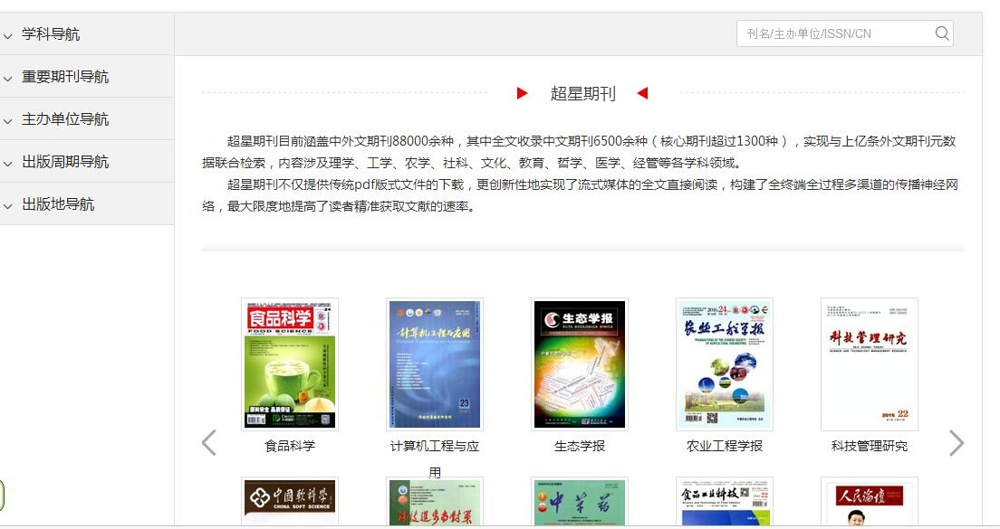 学科导航
重要期刊导航
主办单位导航
出版周期导航
出版地导航
刊名/主办单位/ISSN/CN
超星期刊
超星期刊目前涵盖中外文期刊88000余种，其中全文收录中文期刊6500余种（核心期刊超过1300种），实现与上亿条外文期刊元数
据联合检索，内容涉及理学、工学、农学、社科、文化、教育、哲学、医学、经管等各学科领域。
超星期刊不仅提供传统pdf版式文件的下载，更创新性地实现了流式媒体的全文直接阅读，构建了全终端全过程多渠道的传播神经网
络，最大限度地提高了读者精准获取文献的速率。
食品科学
FOOD SCIENCE
计算机工程与应用
23
生态学报
ACTA ECOLOGICA SINICA
2016 24
农业工程学报
科技管理研究
2016 22
食品科学
计算机工程与应
用
生态学报
农业工程学报
科技管理研究
中国软科学
CHINA SOFT SCIENCE
科技进步与对策
中草药
食品工业科技
人民论坛